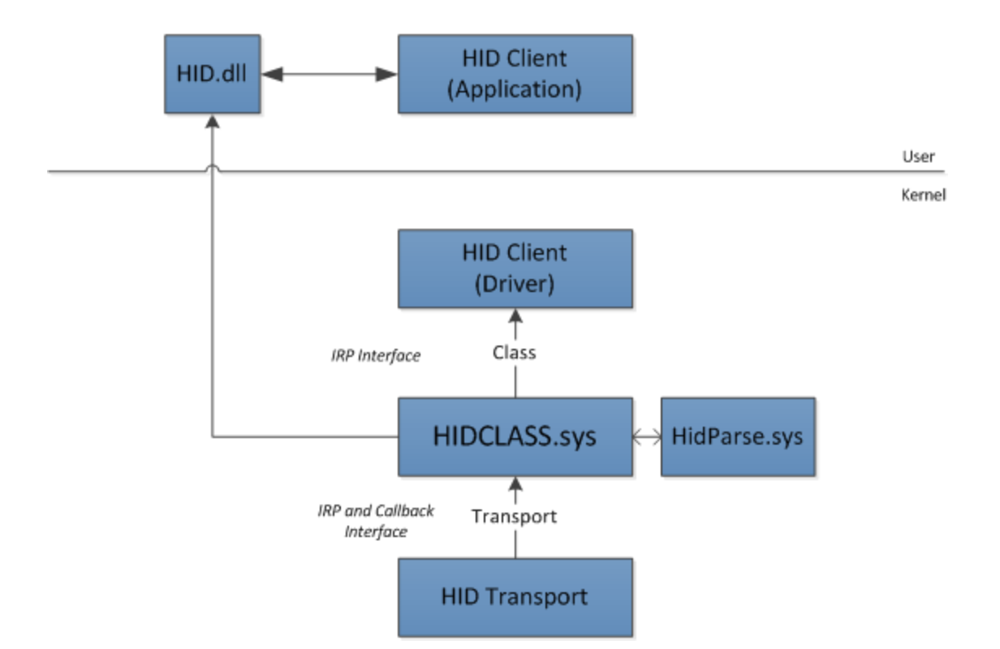 HID.dll
HID Client
(Application)
User
Kernel
HID Client
(Driver)
IRP Interface
Class
HIDCLASS.sys
HidParse.sys
IRP and Callback
Interface
Transport
HID Transport